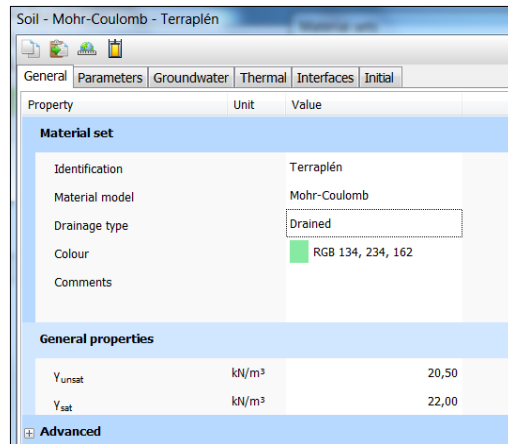 Soil - Mohr-Coulomb - Terraplén
Material sets
General Parameters Groundwater Thermal Interfaces Initial
Property Unit Value
Material set
Identification Terraplén
Material model Mohr-Coulomb
Drainage type Drained
Colour RGB 134, 234, 162
Comments
General properties
γunsat kN/m³ 20,50
γsat kN/m³ 22,00
Advanced